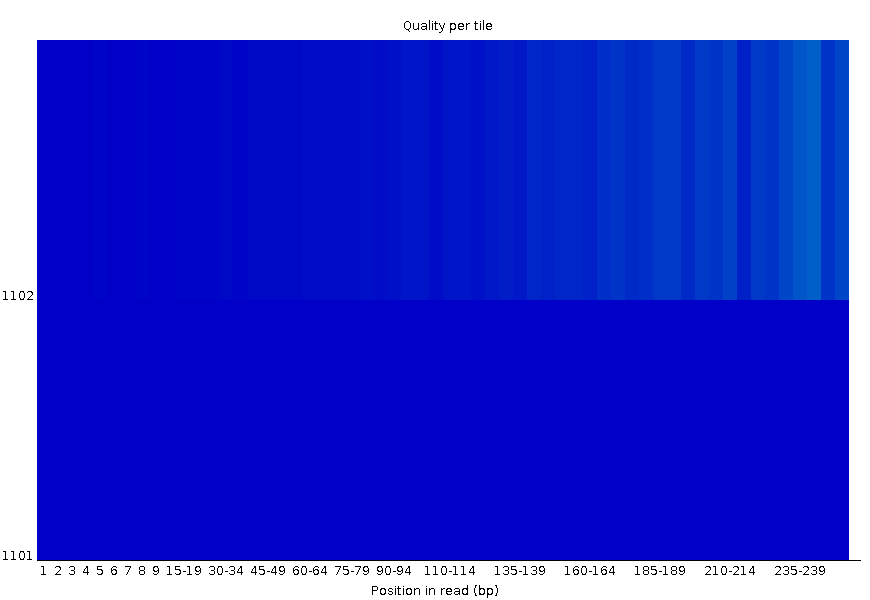 Quality per tile
1102
1101
1 2 3 4 5 6 7 8 9 15-19 30-34 45-49 60-64 75-79 90-94 110-114 135-139 160-164 185-189 210-214 235-239
Position in read (bp)